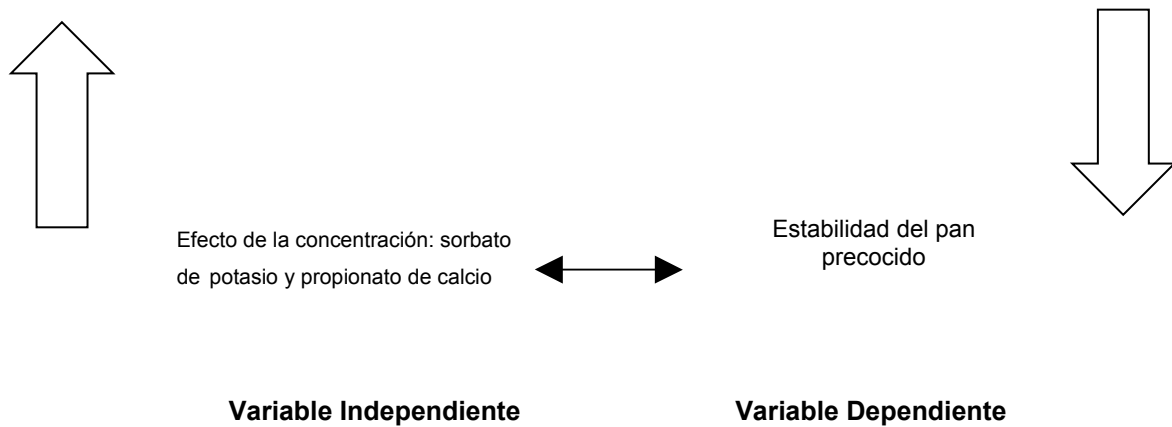 Efecto de la concentración: sorbato
de potasio y propionato de calcio
Estabilidad del pan
precocido
Variable Independiente
Variable Dependiente